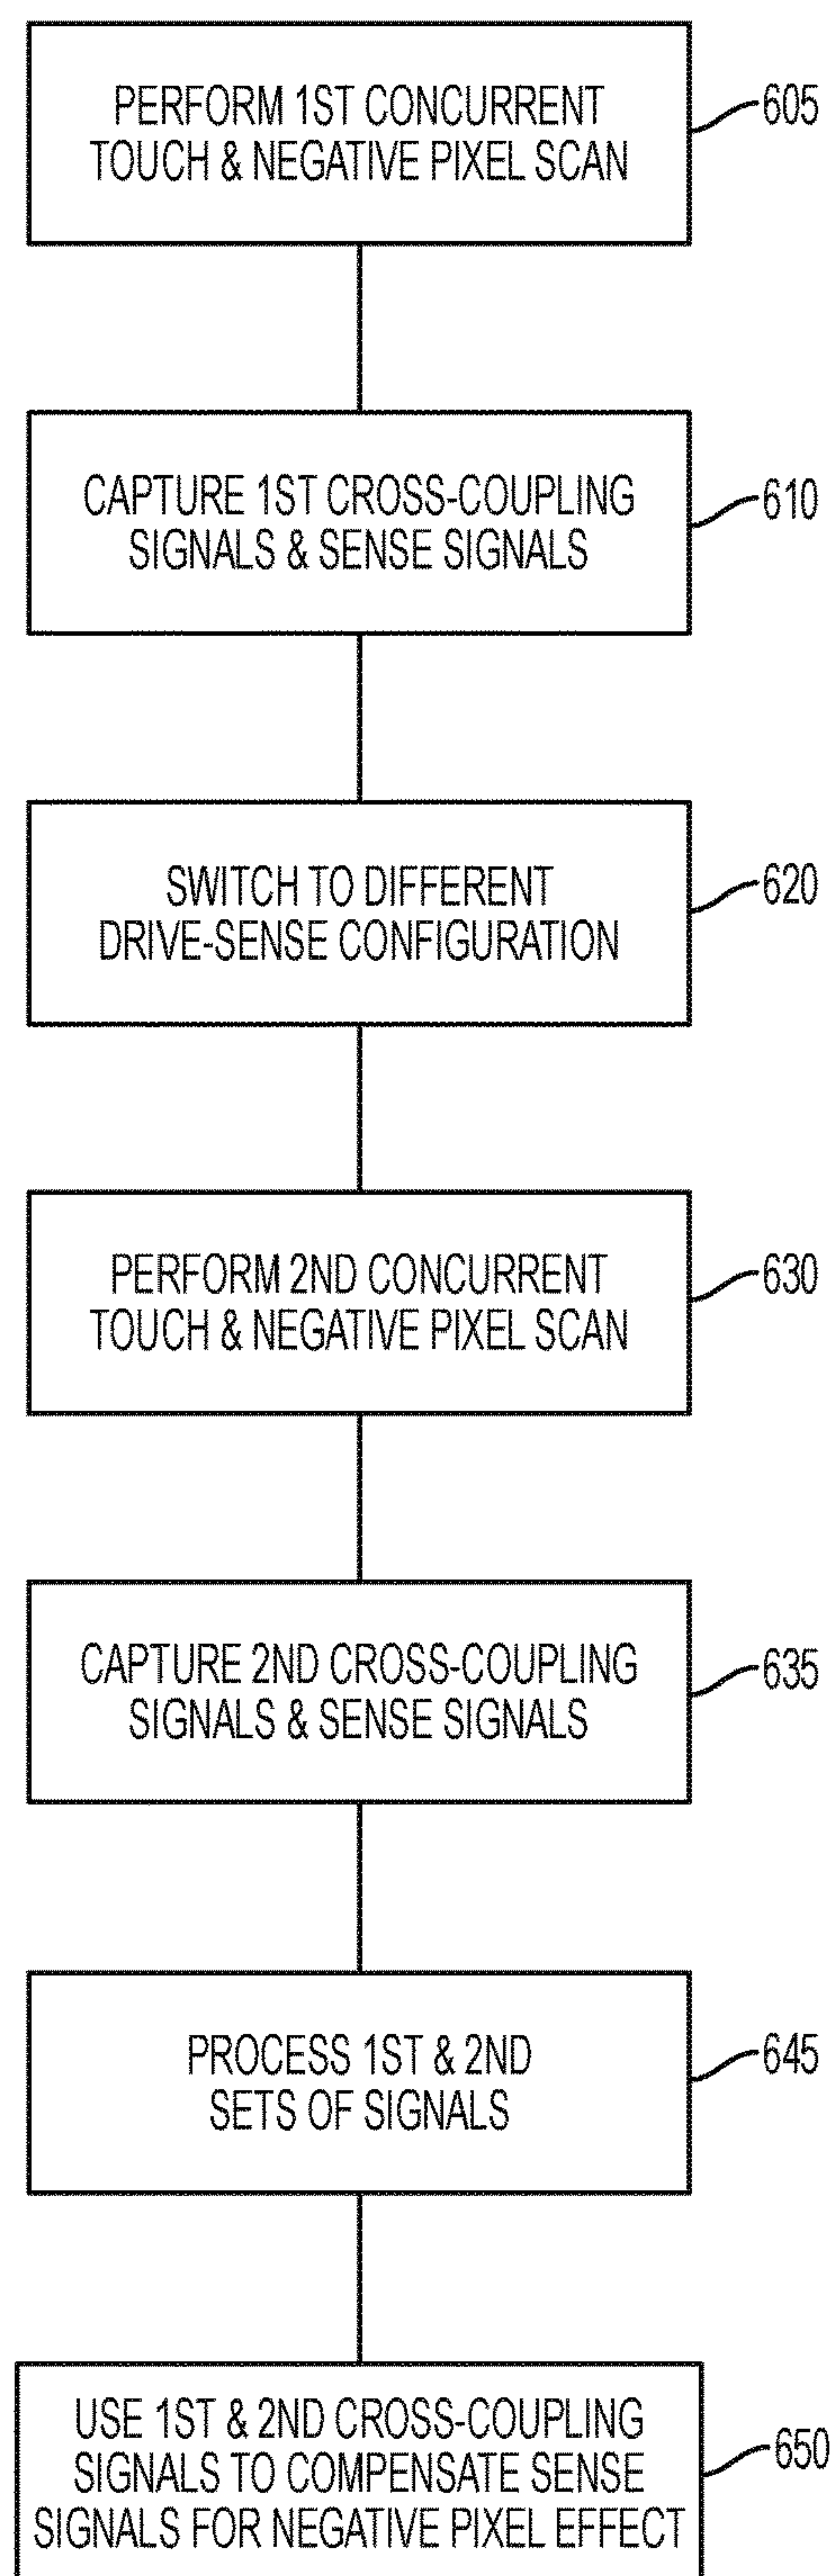 PERFORM 1ST CONCURRENT
TOUCH & NEGATIVE PIXEL SCAN
605
CAPTURE 1ST CROSS-COUPLING
SIGNALS & SENSE SIGNALS
610
SWITCH TO DIFFERENT
DRIVE-SENSE CONFIGURATION
620
PERFORM 2ND CONCURRENT
TOUCH & NEGATIVE PIXEL SCAN
630
CAPTURE 2ND CROSS-COUPLING
SIGNALS & SENSE SIGNALS
635
PROCESS 1ST & 2ND
SETS OF SIGNALS
645
USE 1ST & 2ND CROSS-COUPLING
SIGNALS TO COMPENSATE SENSE
SIGNALS FOR NEGATIVE PIXEL EFFECT
650